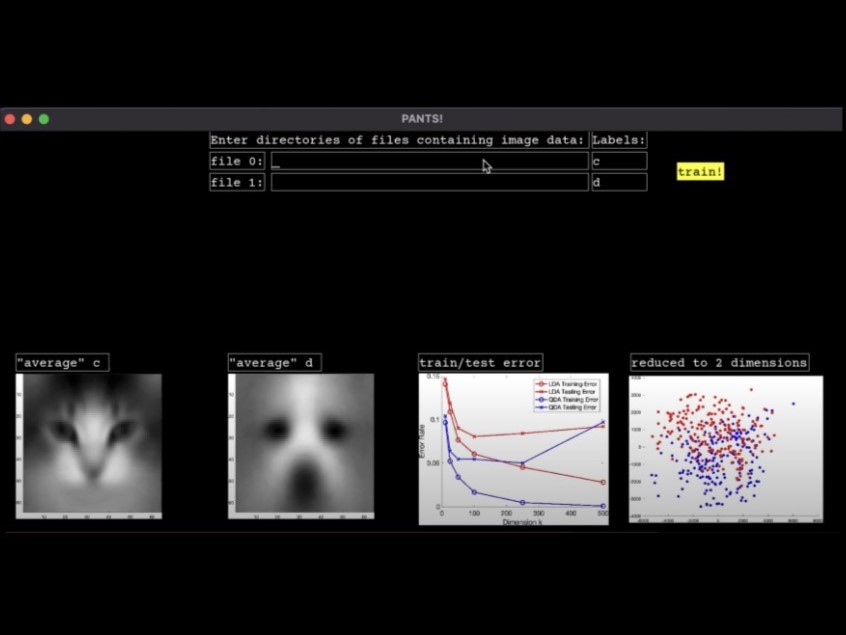 PANTS!
Enter directories of files containing image data: Labels:
file 0: _ c
train!
file 1: d
"average" c
"average" d
train/test error
reduced to 2 dimensions
0.15
0.1
0.05
0
Error Rate
LDA Training Error
LDA Testing Error
QDA Training Error
QDA Testing Error
0 100 200 300 400 500
Dimension k